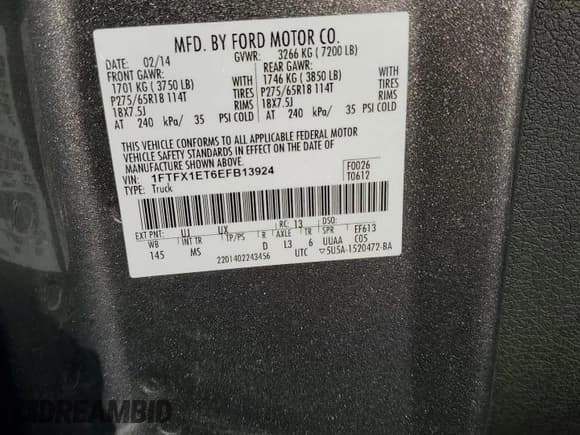 MFD. BY FORD MOTOR CO.
DATE: 02/14 GVWR: 3266 KG ( 7200 LB)
FRONT GAWR: REAR GAWR:
1701 KG ( 3750 LB) WITH 1746 KG ( 3850 LB) WITH
P275/65R18 114T TIRES P275/65R18 114T TIRES
18X7.5J RIMS 18X7.5J RIMS
AT 240 kPa/ 35 PSI COLD AT 240 kPa/ 35 PSI COLD
THIS VEHICLE CONFORMS TO ALL APPLICABLE FEDERAL MOTOR
VEHICLE SAFETY STANDARDS IN EFFECT ON THE DATE OF
MANUFACTURE SHOWN ABOVE.
VIN: 1FTFX1ET6EFB13924 F0026
TYPE: Truck T0612
EXT PNT: UJ UX RC: 13 DSO:
WB INT TR TP/PS R AXLE TR SPR EF613
145 MS D L3 6 UUAA C05
2201402243456 UTC ▽5U5A-1520472-BA
DREAMBID